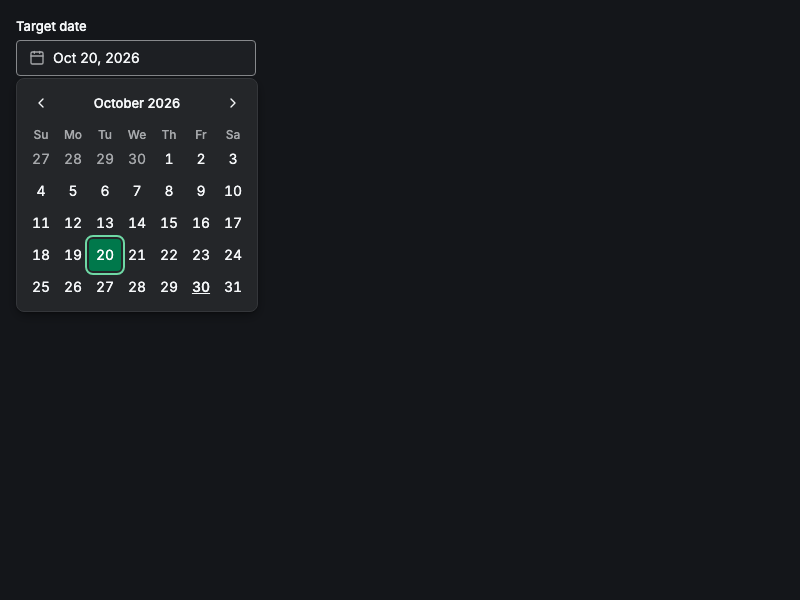 Target date
Oct 20, 2026
October 2026
Su Mo Tu We Th Fr Sa
27 28 29 30 1 2 3
4 5 6 7 8 9 10
11 12 13 14 15 16 17
18 19 20 21 22 23 24
25 26 27 28 29 30 31